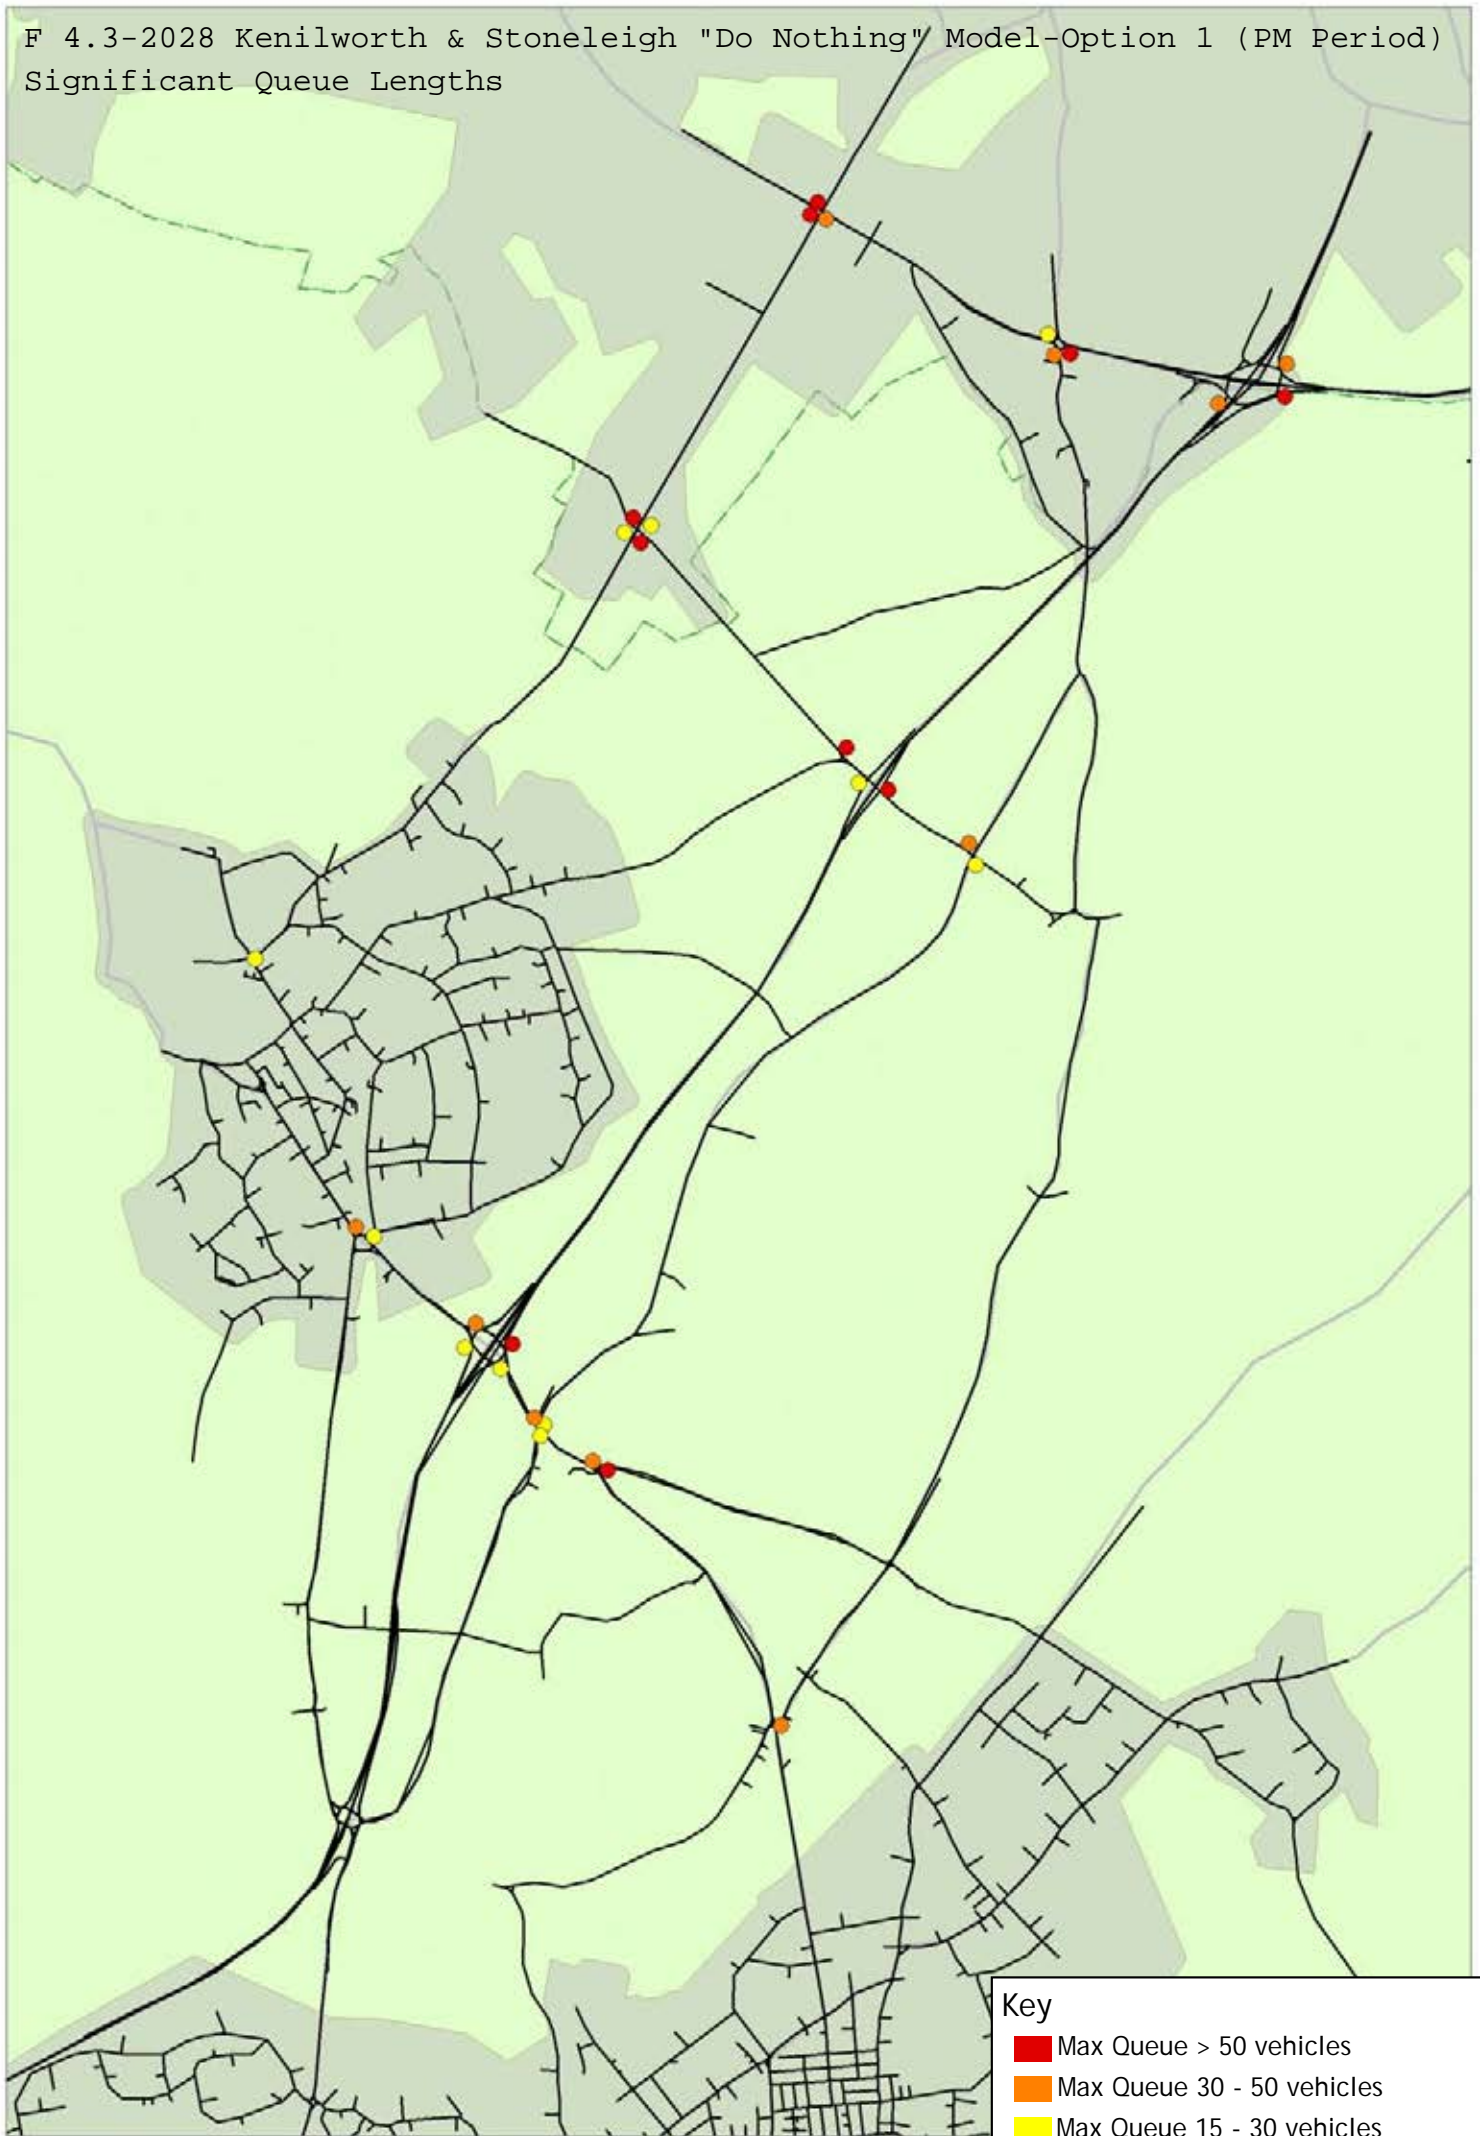 F 4.3-2028 Kenilworth & Stoneleigh "Do Nothing" Model-Option 1 (PM Period)
Significant Queue Lengths
Key
Max Queue > 50 vehicles
Max Queue 30 - 50 vehicles
Max Queue 15 - 30 vehicles